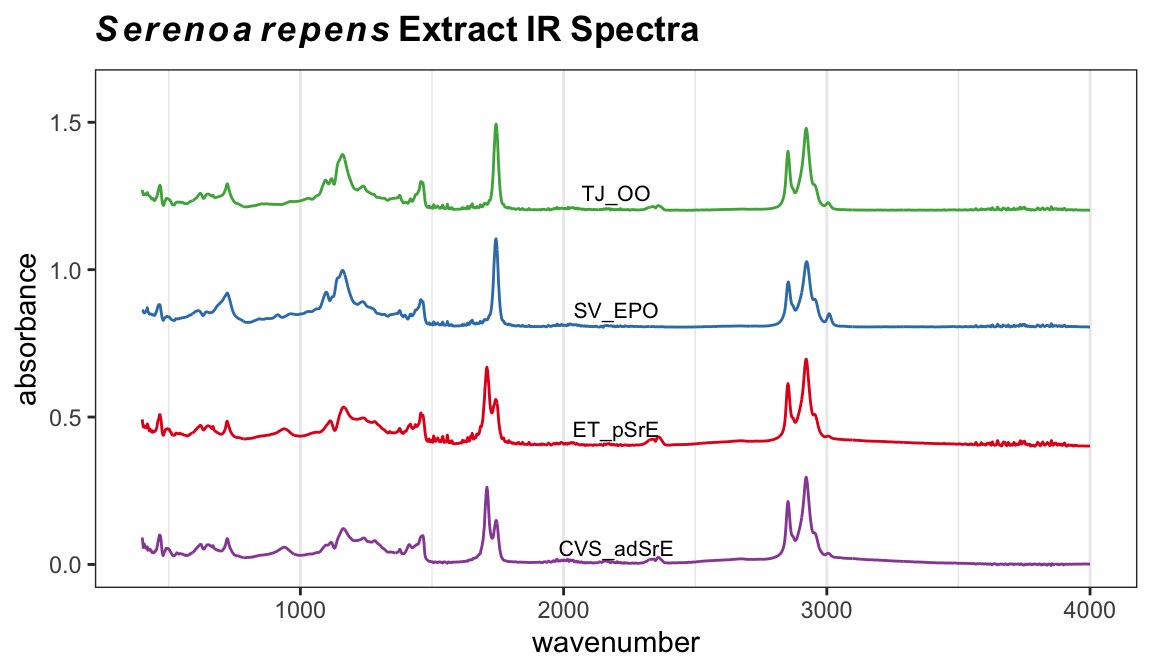 Serenoa repens Extract IR Spectra
1.5
1.0
0.5
0.0
absorbance
TJ_OO
SV_EPO
ET_pSrE
CVS_adSrE
1000
2000
3000
4000
wavenumber